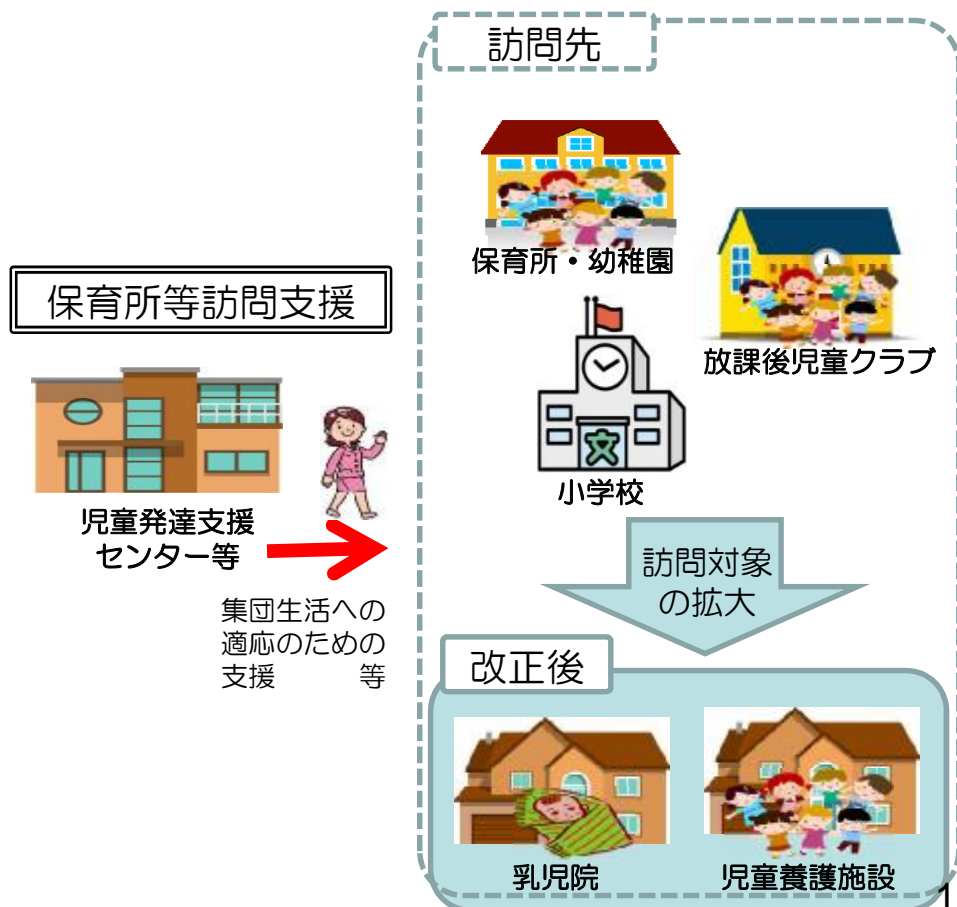 訪問先
保育所・幼稚園
放課後児童クラブ
小学校
保育所等訪問支援
児童発達支援
センター等
集団生活への
適応のための
支援　　　等
訪問対象
の拡大
改正後
乳児院
児童養護施設
文
1